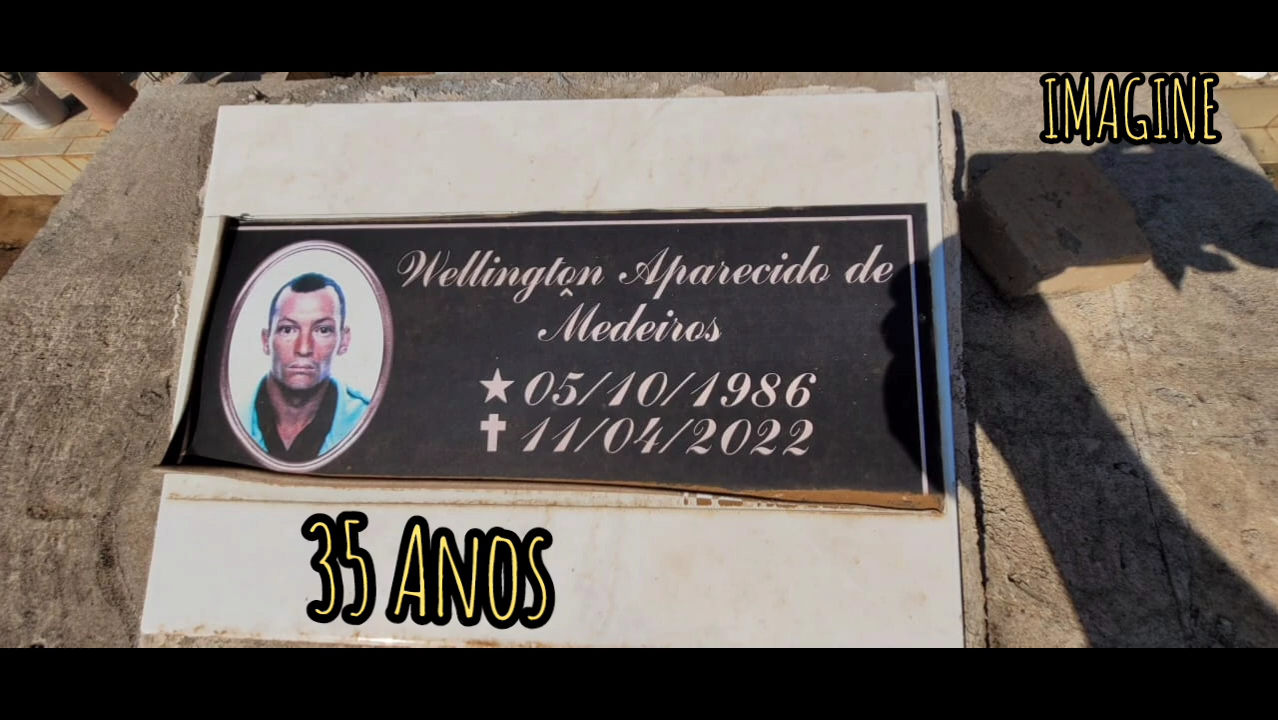 IMAGINE
Wellington Aparecido de
Medeiros
★ 05/10/1986
✝ 11/04/2022
35 ANOS